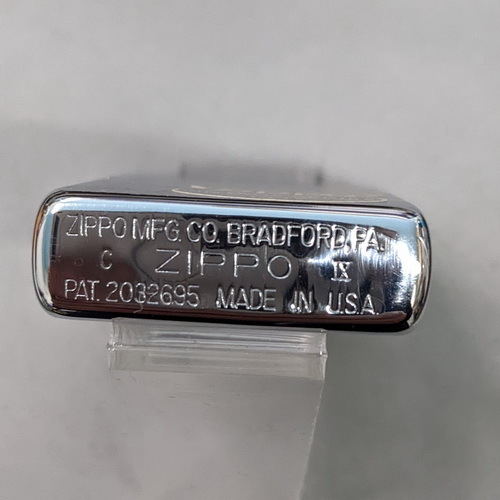 ZIPPO MFG. CO. BRADFORD, PA.
C ZIPPO IX
PAT. 2032695 MADE IN U.S.A.